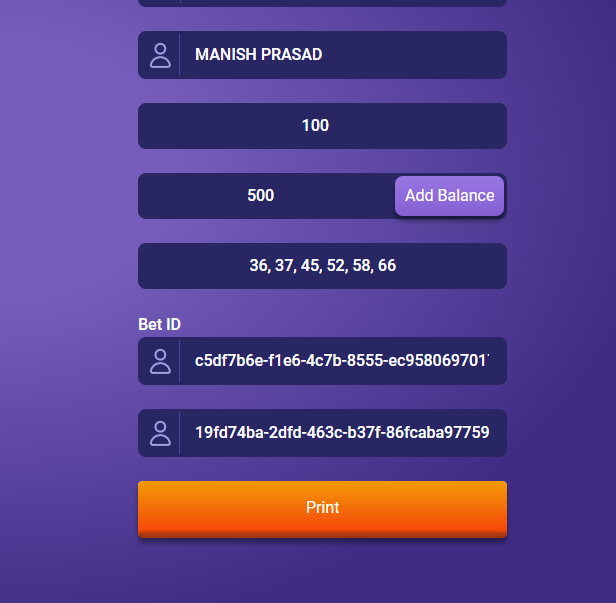 MANISH PRASAD
100
500
Add Balance
36, 37, 45, 52, 58, 66
Bet ID
c5df7b6e-f1e6-4c7b-8555-ec958069701
19fd74ba-2dfd-463c-b37f-86fcaba97759
Print